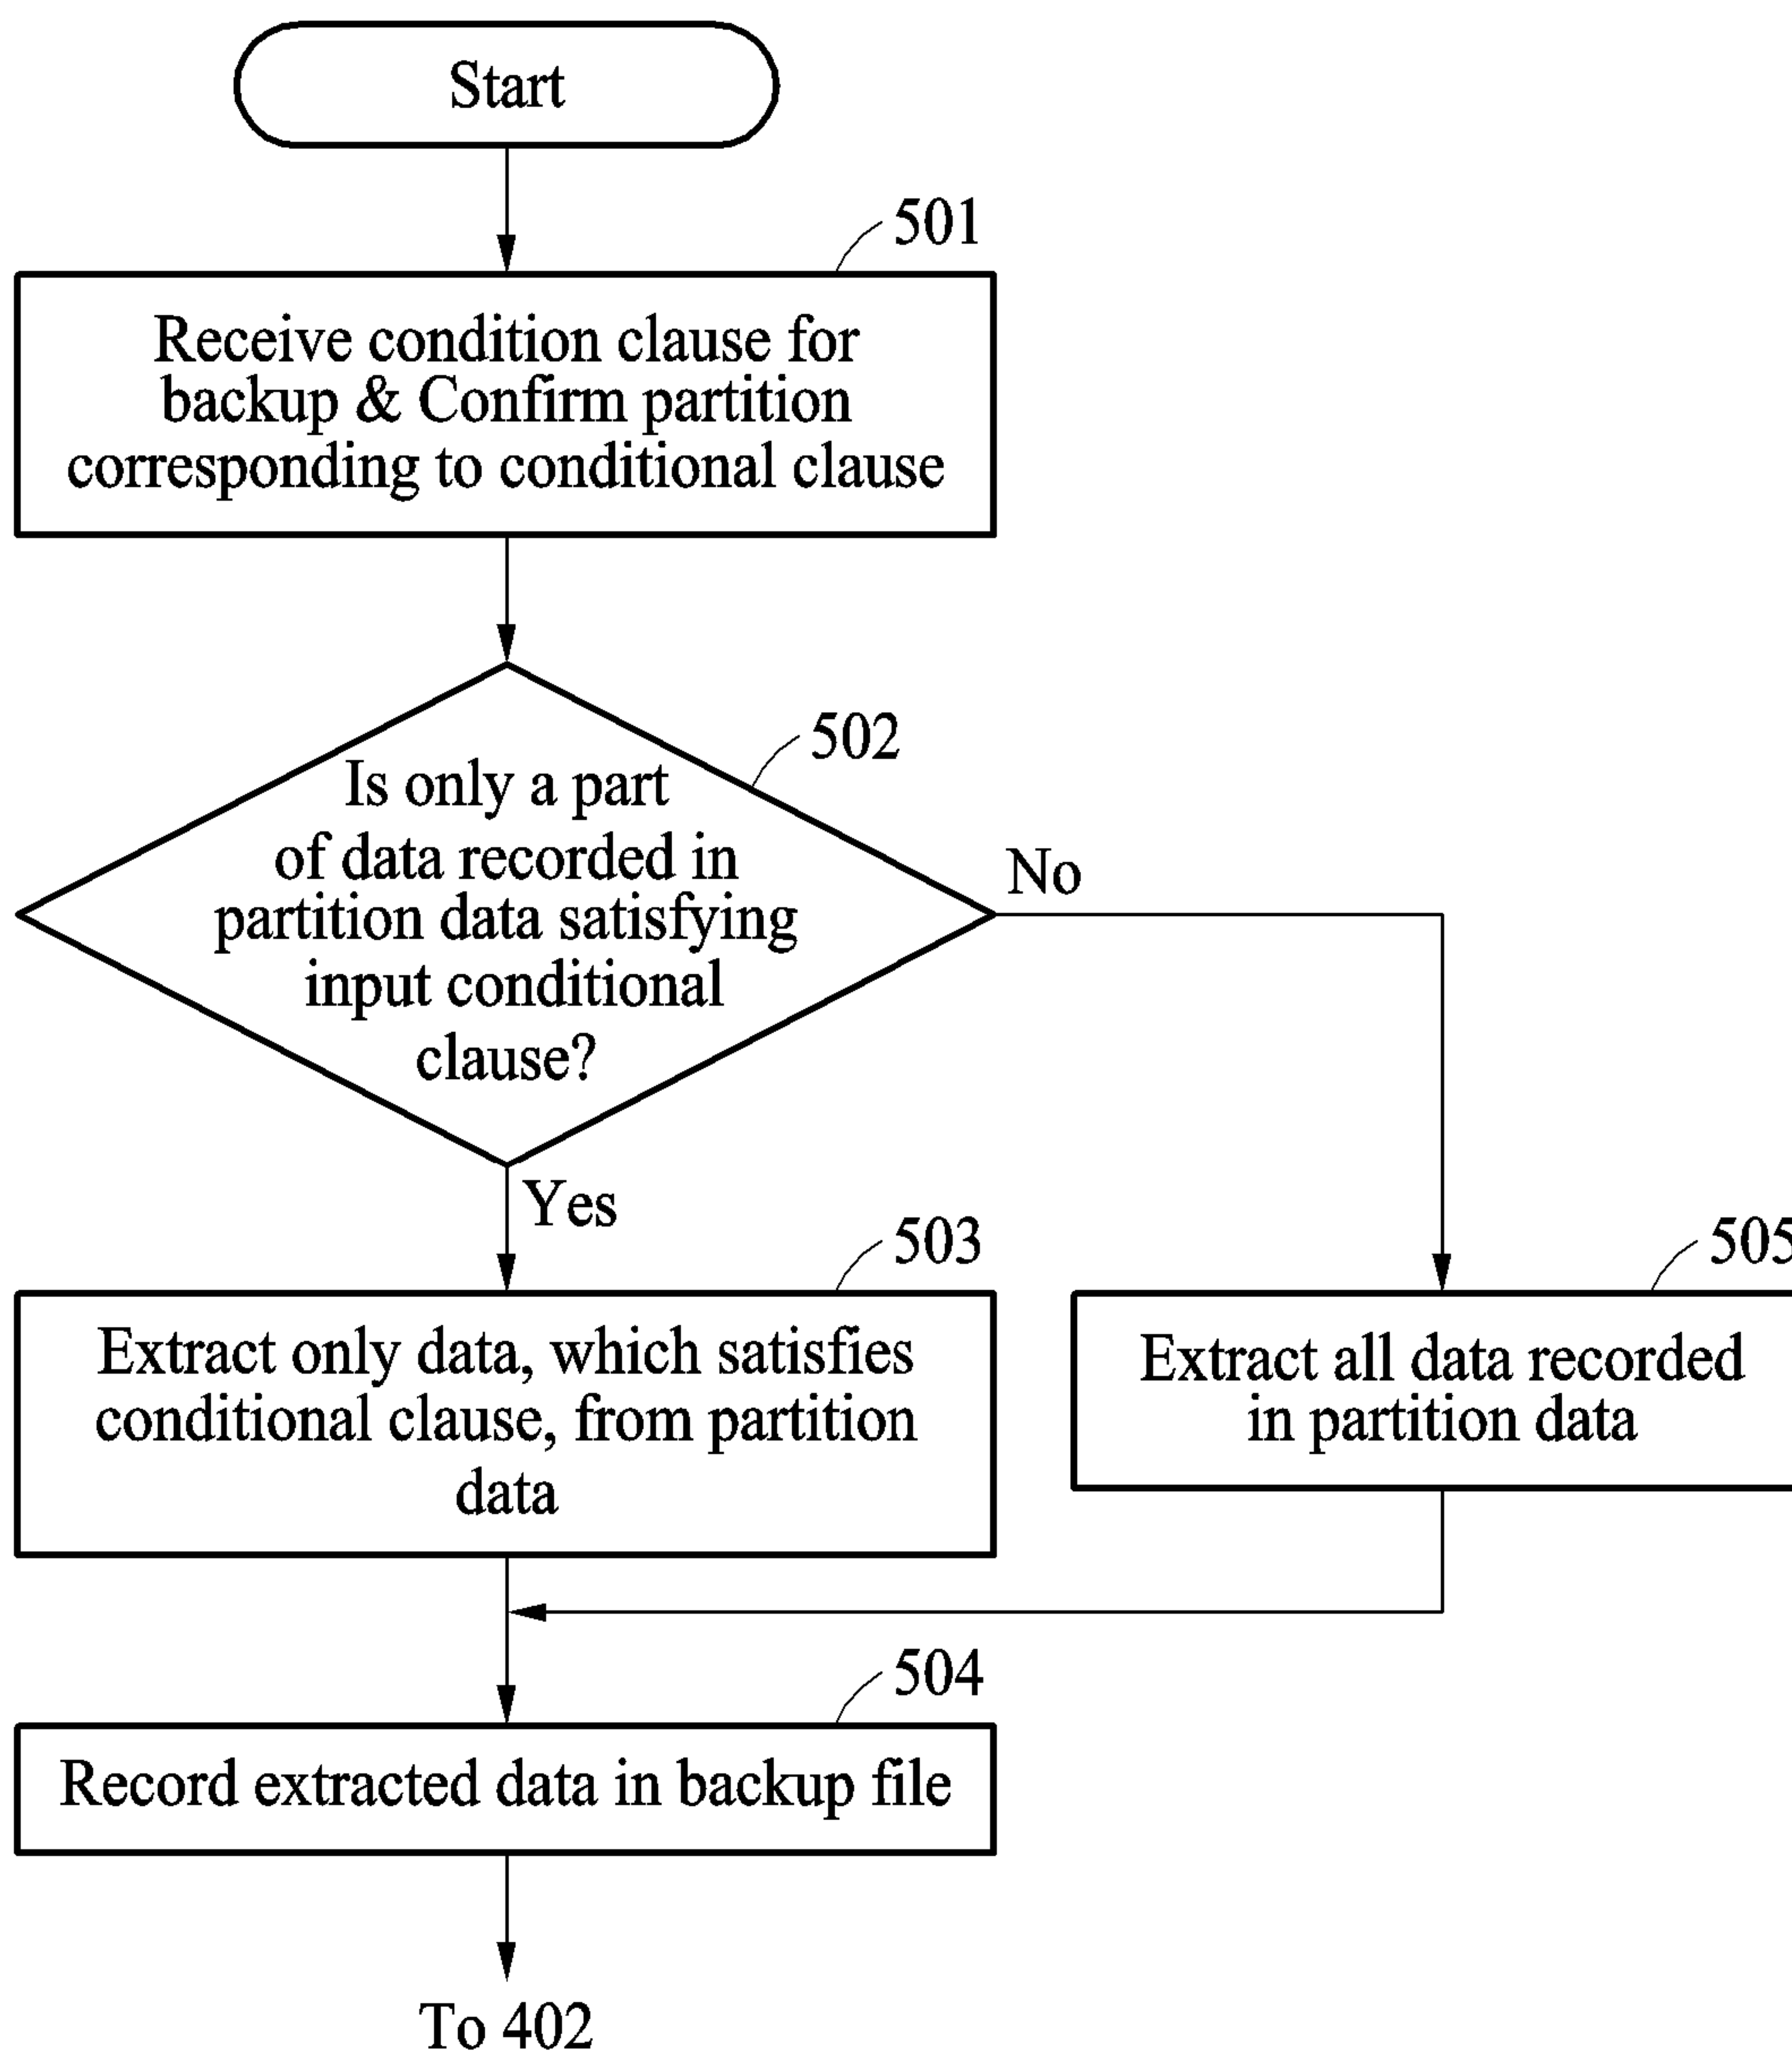 Start
501
Receive condition clause for
backup & Confirm partition
corresponding to conditional clause
502
Is only a part
of data recorded in
partition data satisfying
input conditional
clause?
No
Yes
503
Extract only data, which satisfies
conditional clause, from partition
data
505
Extract all data recorded
in partition data
504
Record extracted data in backup file
To 402